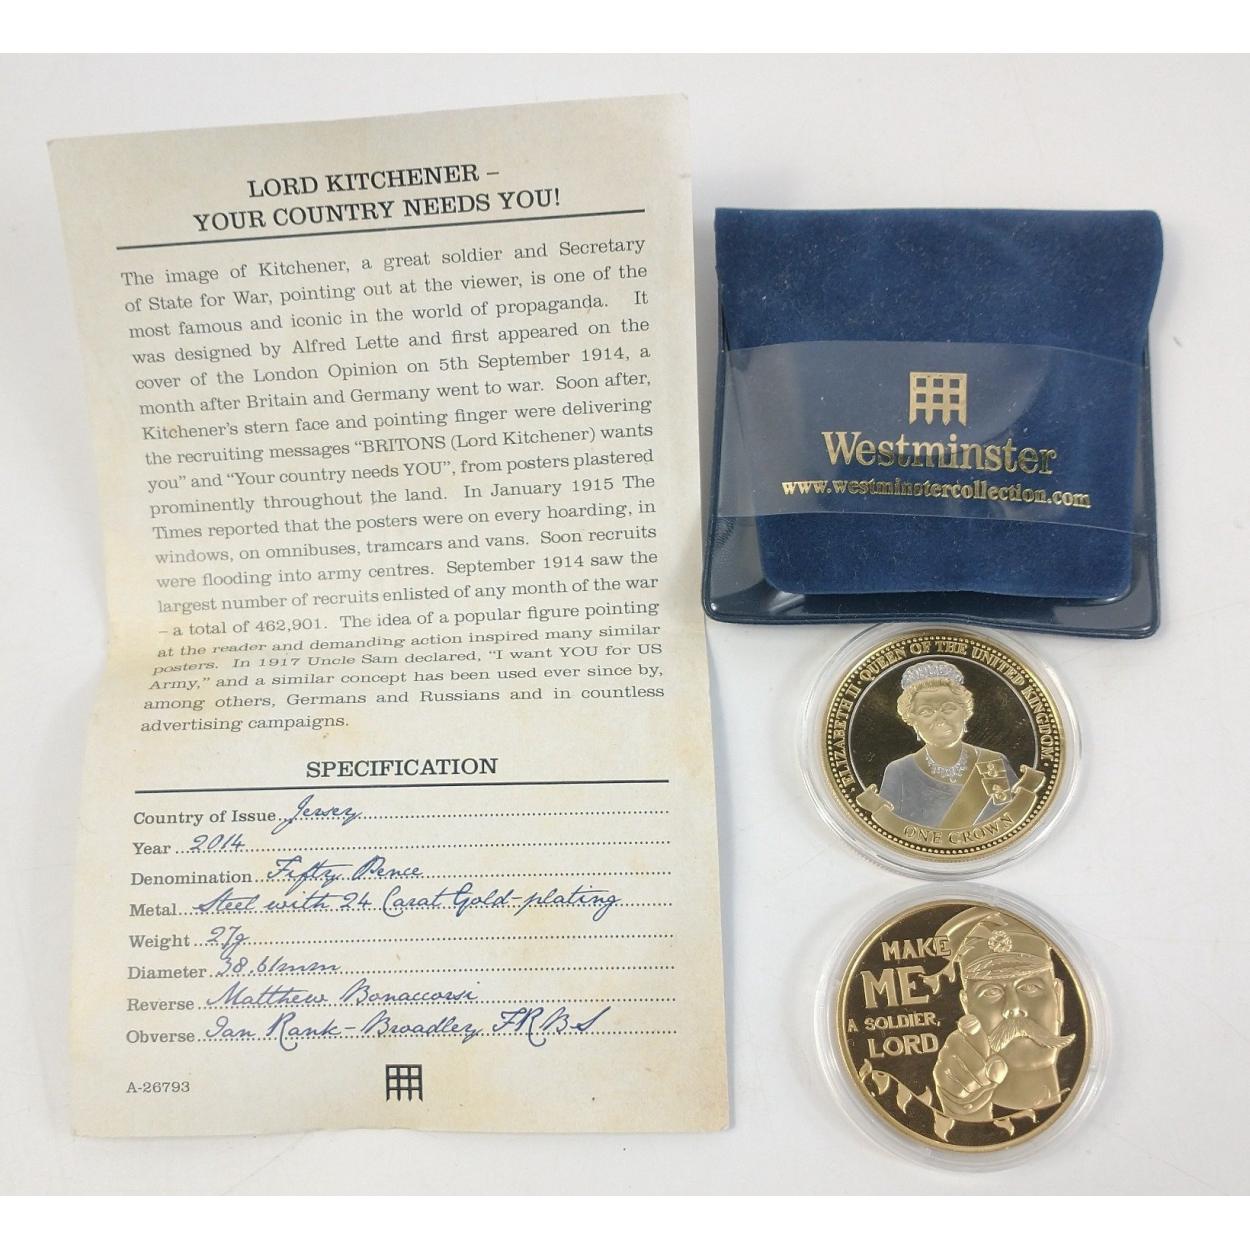 LORD KITCHENER –
YOUR COUNTRY NEEDS YOU!
The image of Kitchener, a great soldier and Secretary
of State for War, pointing out at the viewer, is one of the
most famous and iconic in the world of propaganda. It
was designed by Alfred Lette and first appeared on the
cover of the London Opinion on 5th September 1914, a
month after Britain and Germany went to war. Soon after,
Kitchener's stern face and pointing finger were delivering
the recruiting messages "BRITONS (Lord Kitchener) wants
you" and "Your country needs YOU", from posters plastered
prominently throughout the land. In January 1915 The
Times reported that the posters were on every hoarding, in
windows, on omnibuses, tramcars and vans. Soon recruits
were flooding into army centres. September 1914 saw the
largest number of recruits enlisted of any month of the war
– a total of 462,901. The idea of a popular figure pointing
at the reader and demanding action inspired many similar
posters. In 1917 Uncle Sam declared, "I want YOU for US
Army," and a similar concept has been used ever since by,
among others, Germans and Russians and in countless
advertising campaigns.
SPECIFICATION
Country of Issue Jersey
Year 2014
Denomination Fifty Pence
Metal Steel with 24 Carat Gold-plating
Weight 27g
Diameter 38.61mm
Reverse Matthew Bonaccorsi
Obverse Ian Rank-Broadley FRBS
A-26793
Westminster
www.westminstercollection.com
ELIZABETH II · QUEEN OF THE UNITED KINGDOM
ONE CROWN
MAKE
ME
A SOLDIER,
LORD